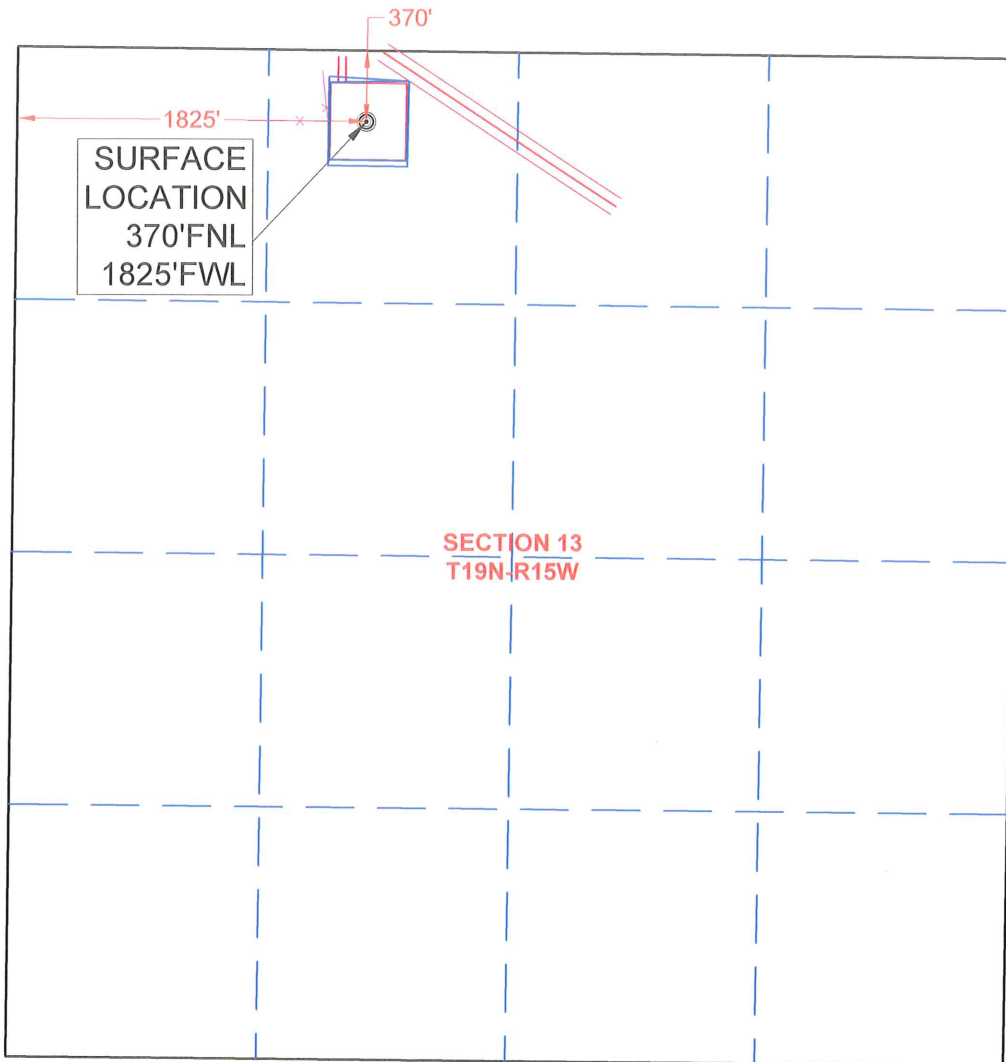 370'
1825'
SURFACE
LOCATION
370'FNL
1825'FWL
SECTION 13
T19N-R15W